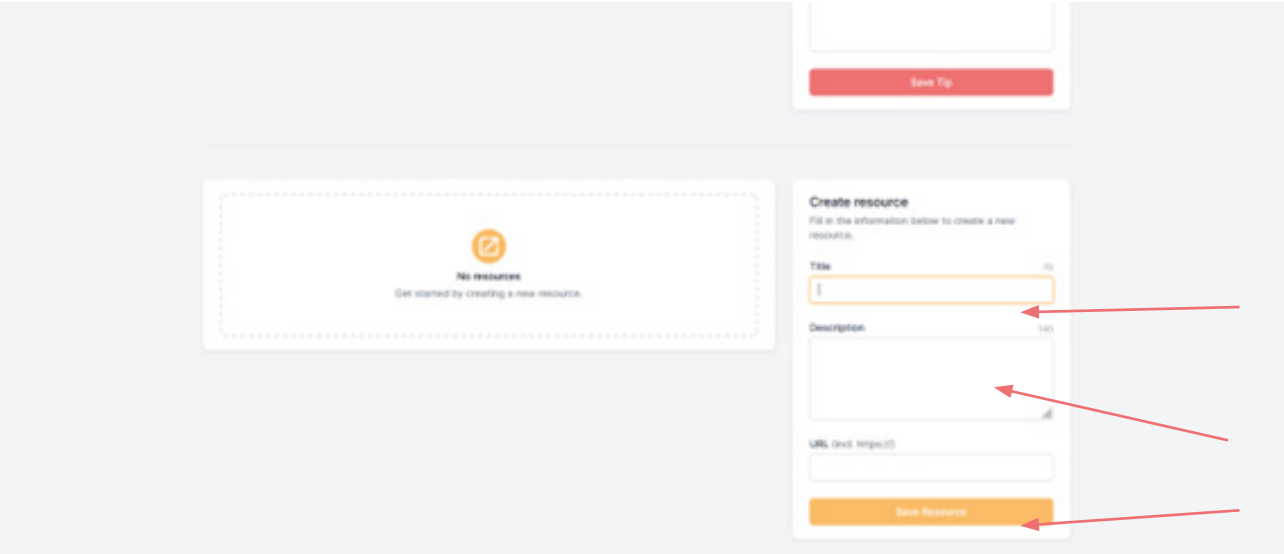 Save Tip
No resources
Get started by creating a new resource.
Create resource
Fill in the information below to create a new
resource.
Title
Description
140
URL (incl. https://)
Save Resource